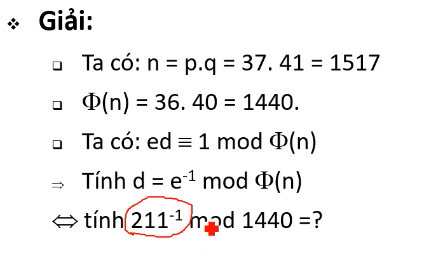 Giải:
Ta có: n = p.q = 37. 41 = 1517
Φ(n) = 36. 40 = 1440.
Ta có: ed ≡ 1 mod Φ(n)
⇒ Tính d = e⁻¹ mod Φ(n)
⇔ tính 211⁻¹ mod 1440 =?